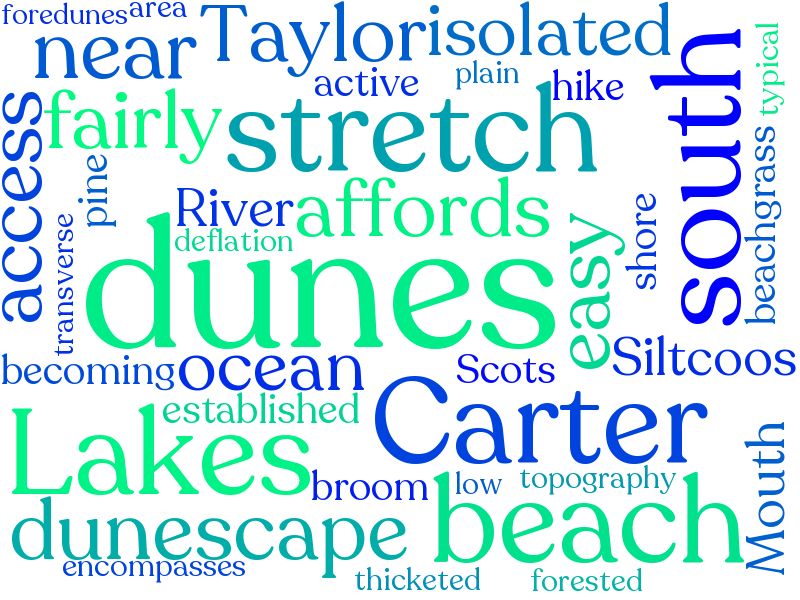 foredunes
area
Taylor
isolated
near
active
plain
hike
typical
south
access
fairly
stretch
pine
River
affords
deflation
dunes
easy
shore
beachgrass
transverse
becoming
ocean
Scots
Siltcoos
established
Carter
Lakes
broom
low
topography
Mouth
dunescape
beach
encompasses
thicketed
forested